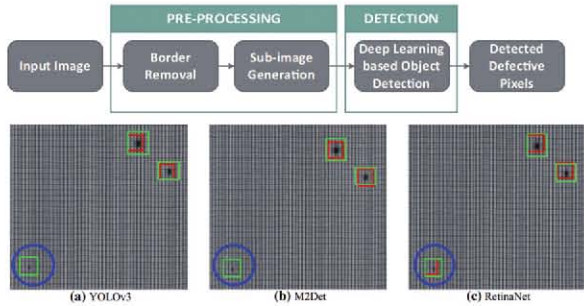 PRE-PROCESSING
DETECTION
Input Image
Border
Removal
Sub-image
Generation
Deep Learning
based Object
Detection
Detected
Defective
Pixels
(a) YOLOv3
(b) M2Det
(c) RetinaNet